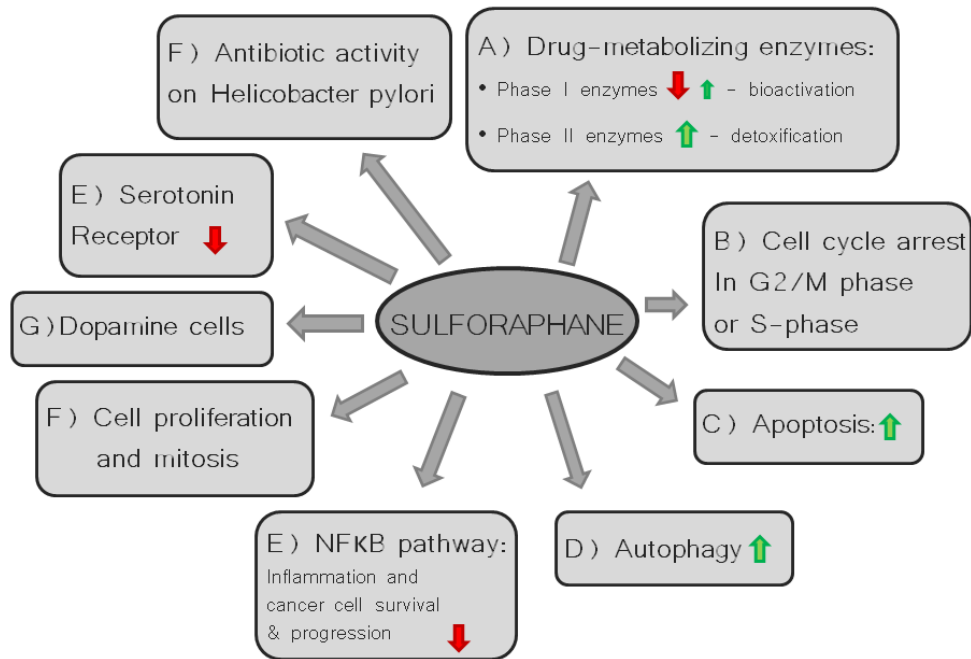 F) Antibiotic activity
on Helicobacter pylori
A) Drug-metabolizing enzymes:
• Phase I enzymes - bioactivation
• Phase II enzymes - detoxification
E) Serotonin
Receptor
B) Cell cycle arrest
In G2/M phase
or S-phase
G)Dopamine cells
SULFORAPHANE
F) Cell proliferation
and mitosis
C) Apoptosis:
E) NFκB pathway:
Inflammation and
cancer cell survival
& progression
D) Autophagy